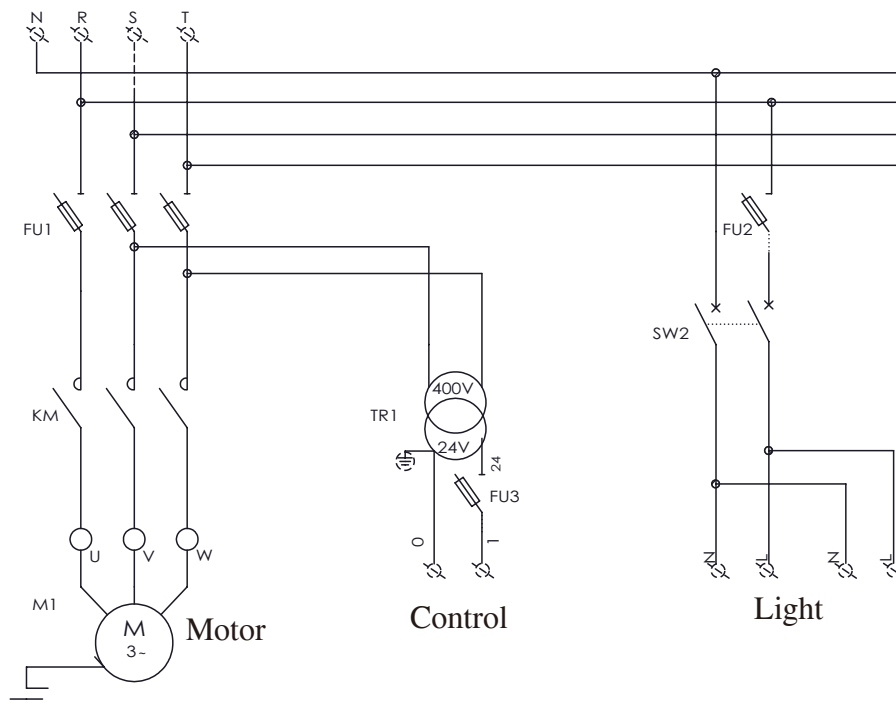 N R S T
FU1
FU2
SW2
KM
TR1
400V
24V
24
FU3
0
1
U V W
N L N L
M1
M
3~
Motor
Control
Light